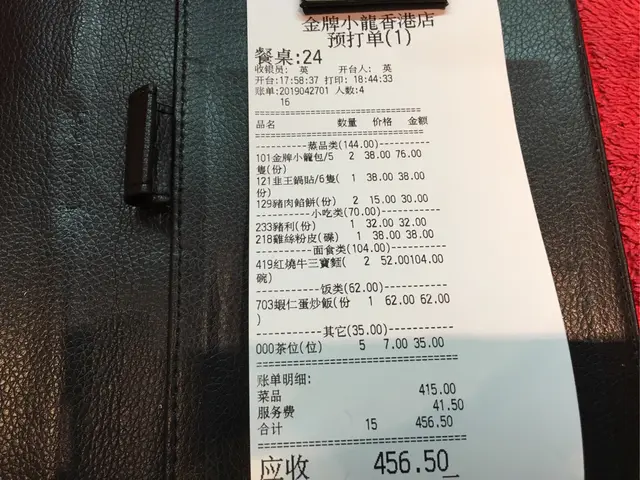 金牌小龍香港店
预打单(1)
餐桌:24
收银员: 英 开台人: 英
开台:17:58:37 打印:18:44:33
账单:2019042701 人数:4
16
==============================
品名 数量 价格 金额
==============================
----------蒸品类(144.00)----------
101金牌小籠包/5 2 38.00 76.00
隻(份)
121韭王鍋貼/6隻( 1 38.00 38.00
份)
129豬肉餡餅(份) 2 15.00 30.00
----------小吃类(70.00)----------
233豬利(份) 1 32.00 32.00
218雞絲粉皮(碟) 1 38.00 38.00
----------面食类(104.00)----------
419紅燒牛三寶麵( 2 52.00104.00
碗)
----------饭类(62.00)----------
703蝦仁蛋炒飯(份 1 62.00 62.00
)
----------其它(35.00)----------
000茶位(位) 5 7.00 35.00
==============================
账单明细:
菜品 415.00
服务费 41.50
合计 15 456.50
==============================
应收 456.50